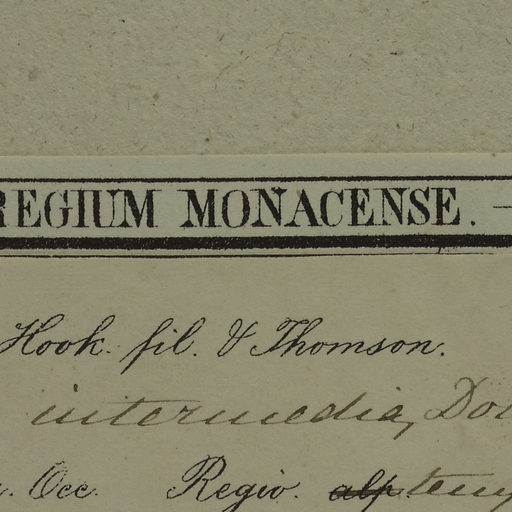 REGIUM MONACENSE. —
Hook. fil. & Thomson.
intermedia, Do
. Occ. Regio. alp. temp